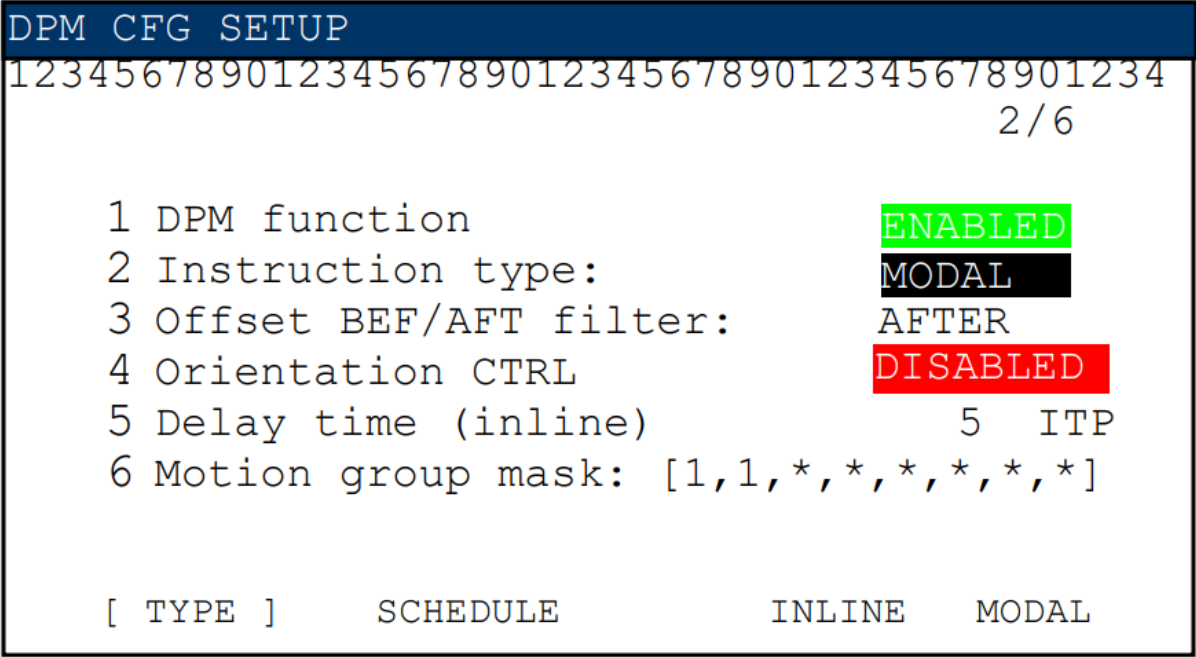 DPM CFG SETUP
12345678901234567890123456789012345678901234
2/6
1 DPM function ENABLED
2 Instruction type: MODAL
3 Offset BEF/AFT filter: AFTER
4 Orientation CTRL DISABLED
5 Delay time (inline) 5 ITP
6 Motion group mask: [1,1,*,*,*,*,*,*]
[ TYPE ] SCHEDULE INLINE MODAL